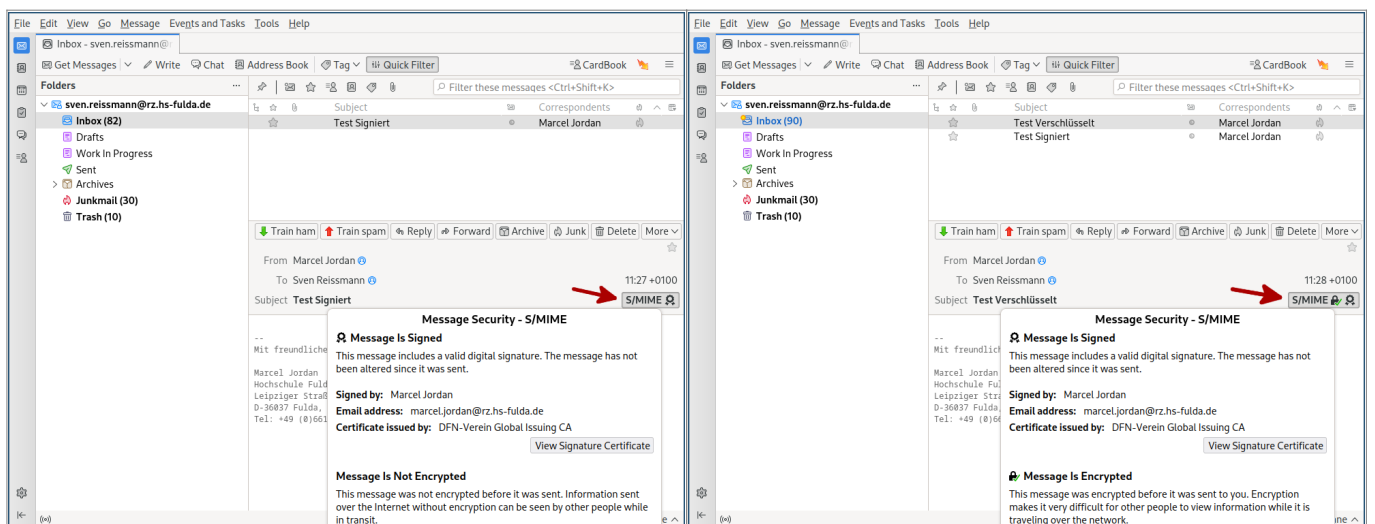 File Edit View Go Message Events and Tasks Tools Help
Inbox - sven.reissmann@r
Get Messages Write Chat Address Book Tag Quick Filter CardBook
Folders ...
Filter these messages <Ctrl+Shift+K>
sven.reissmann@rz.hs-fulda.de
Subject Correspondents
Inbox (82)
Test Signiert Marcel Jordan
Drafts
Work In Progress
Sent
Archives
Junkmail (30)
Trash (10)
Train ham Train spam Reply Forward Archive Junk Delete More
From Marcel Jordan
To Sven Reissmann 11:27 +0100
Subject Test Signiert S/MIME
--
Mit freundliche
Marcel Jordan
Hochschule Fuld
Leipziger Straß
D-36037 Fulda,
Tel: +49 (0)661
Message Security - S/MIME
Message Is Signed
This message includes a valid digital signature. The message has not
been altered since it was sent.
Signed by: Marcel Jordan
Email address: marcel.jordan@rz.hs-fulda.de
Certificate issued by: DFN-Verein Global Issuing CA
View Signature Certificate
Message Is Not Encrypted
This message was not encrypted before it was sent. Information sent
over the Internet without encryption can be seen by other people while
in transit.
e
File Edit View Go Message Events and Tasks Tools Help
Inbox - sven.reissmann@r
Get Messages Write Chat Address Book Tag Quick Filter CardBook
Folders ...
Filter these messages <Ctrl+Shift+K>
sven.reissmann@rz.hs-fulda.de
Subject Correspondents
Inbox (90)
Test Verschlüsselt Marcel Jordan
Drafts
Test Signiert Marcel Jordan
Work In Progress
Sent
Archives
Junkmail (30)
Trash (10)
Train ham Train spam Reply Forward Archive Junk Delete More
From Marcel Jordan
To Sven Reissmann 11:28 +0100
Subject Test Verschlüsselt S/MIME
--
Mit freundlich
Marcel Jordan
Hochschule Fu
Leipziger Stra
D-36037 Fulda,
Tel: +49 (0)66
Message Security - S/MIME
Message Is Signed
This message includes a valid digital signature. The message has not
been altered since it was sent.
Signed by: Marcel Jordan
Email address: marcel.jordan@rz.hs-fulda.de
Certificate issued by: DFN-Verein Global Issuing CA
View Signature Certificate
Message Is Encrypted
This message was encrypted before it was sent to you. Encryption
makes it very difficult for other people to view information while it is
traveling over the network.
ne